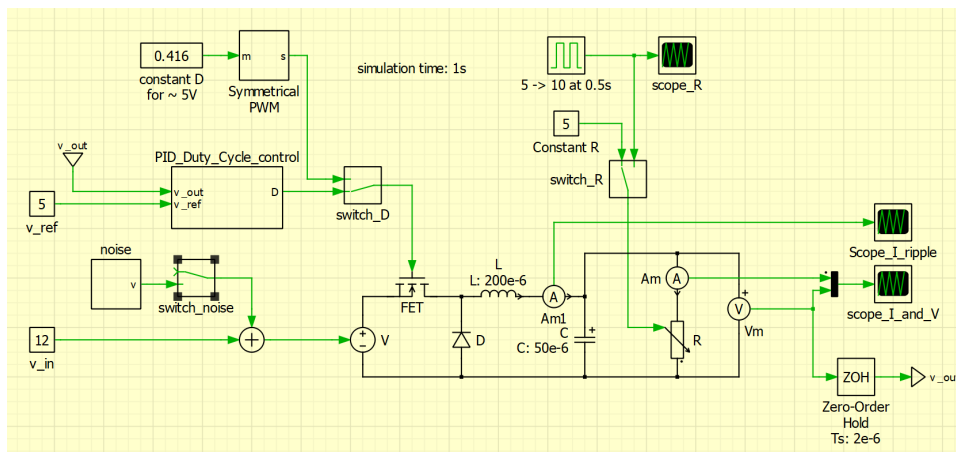 0.416
m
s
constant D
for ~ 5V
Symmetrical
PWM
simulation time: 1s
5 -> 10 at 0.5s
scope_R
5
Constant R
switch_R
v_out
PID_Duty_Cycle_control
v_out
v_ref
D
5
v_ref
switch_D
noise
v
switch_noise
12
v_in
V
FET
D
L
L: 200e-6
A
Am1
C
C: 50e-6
Am
A
R
V
Vm
Scope_I_ripple
scope_I_and_V
ZOH
Zero-Order
Hold
Ts: 2e-6
v_ou